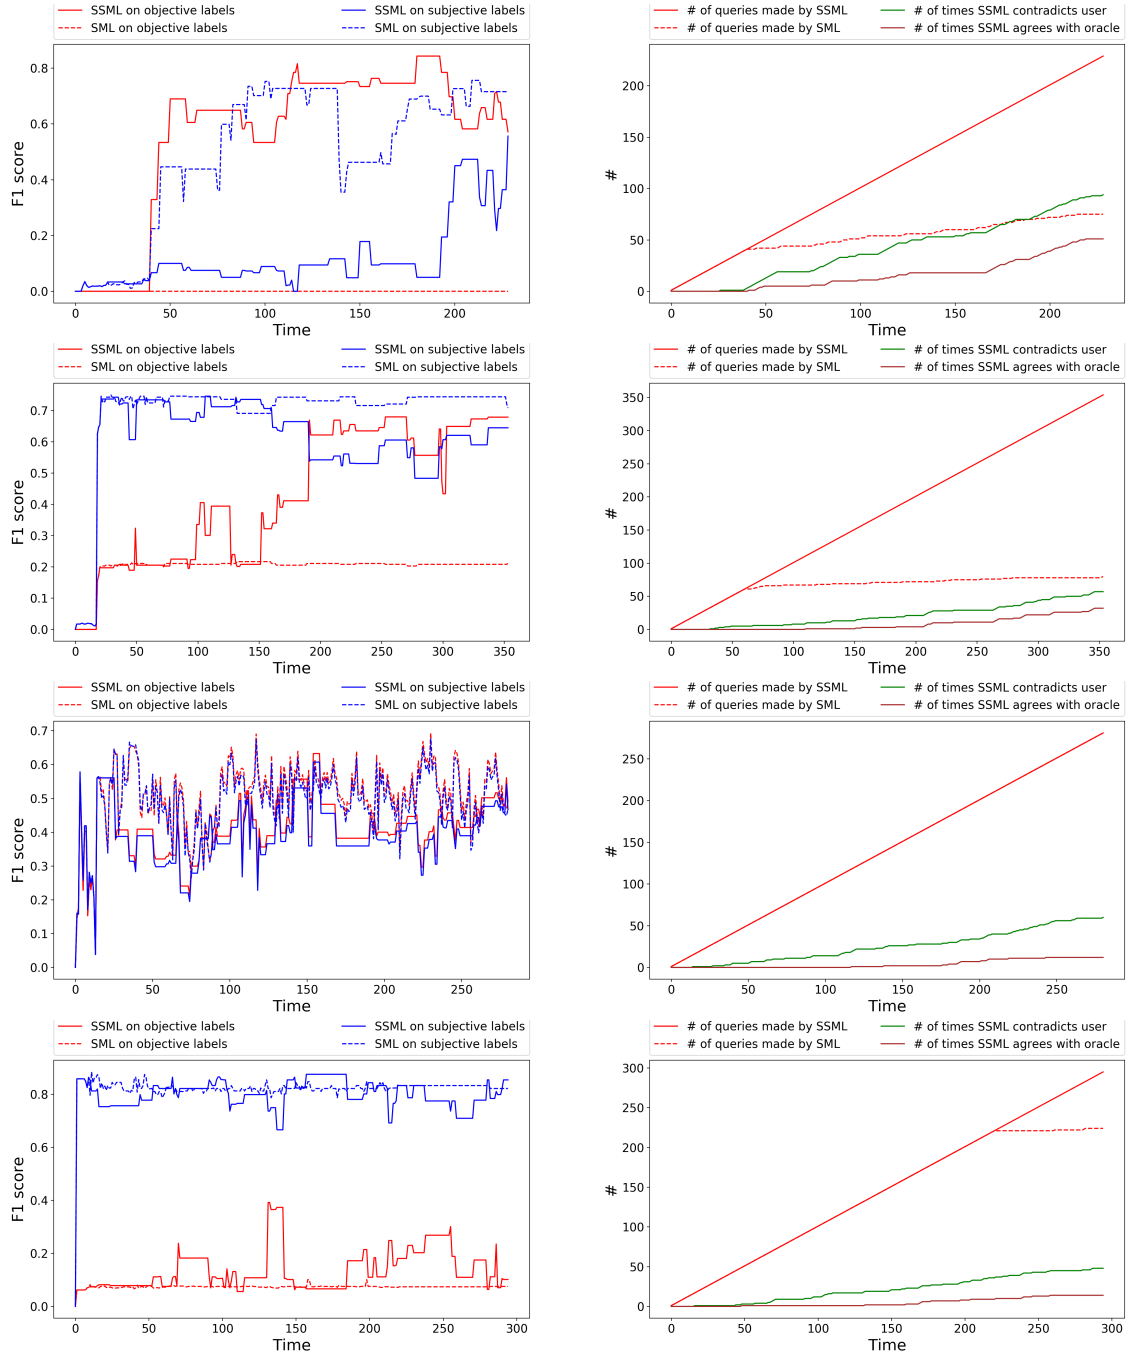 SSML on objective labels SSML on subjective labels
SML on objective labels SML on subjective labels
F1 score
0.8
0.6
0.4
0.2
0.0
0 50 100 150 200
Time
# of queries made by SSML # of times SSML contradicts user
# of queries made by SML # of times SSML agrees with oracle
#
200
150
100
50
0
0 50 100 150 200
Time
SSML on objective labels SSML on subjective labels
SML on objective labels SML on subjective labels
F1 score
0.7
0.6
0.5
0.4
0.3
0.2
0.1
0.0
0 50 100 150 200 250 300 350
Time
# of queries made by SSML # of times SSML contradicts user
# of queries made by SML # of times SSML agrees with oracle
#
350
300
250
200
150
100
50
0
0 50 100 150 200 250 300 350
Time
SSML on objective labels SSML on subjective labels
SML on objective labels SML on subjective labels
F1 score
0.7
0.6
0.5
0.4
0.3
0.2
0.1
0.0
0 50 100 150 200 250
Time
# of queries made by SSML # of times SSML contradicts user
# of queries made by SML # of times SSML agrees with oracle
#
250
200
150
100
50
0
0 50 100 150 200 250
Time
SSML on objective labels SSML on subjective labels
SML on objective labels SML on subjective labels
F1 score
0.8
0.6
0.4
0.2
0.0
0 50 100 150 200 250 300
Time
# of queries made by SSML # of times SSML contradicts user
# of queries made by SML # of times SSML agrees with oracle
#
300
250
200
150
100
50
0
0 50 100 150 200 250 300
Time